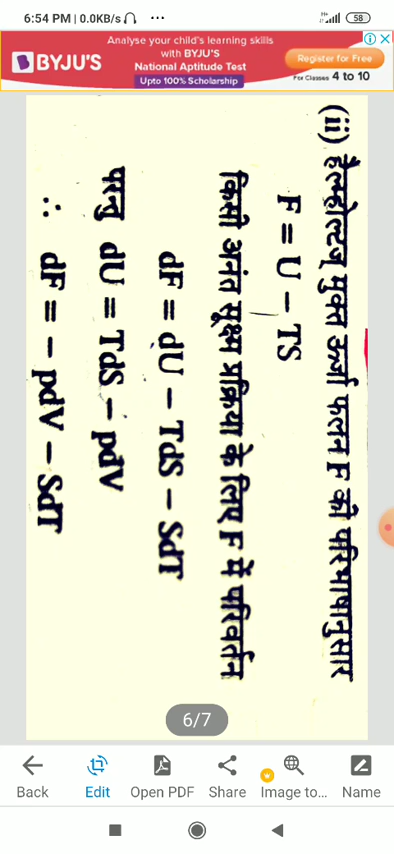 6:54 PM | 0.0KB/s ... 58
Analyse your child's learning skills
with BYJU'S
National Aptitude Test
Upto 100% Scholarship
BYJU'S
Register for Free
For Classes 4 to 10
(ii) हेल्महोल्टज् मुक्त ऊर्जा फलन F की परिभाषानुसार
F = U – TS
किसी अनंत सूक्ष्म प्रक्रिया के लिए F में परिवर्तन
dF = dU – TdS – SdT
परन्तु dU = TdS – pdV
∴ dF = – pdV – SdT
6/7
Back
Edit
Open PDF
Share
Image to...
Name